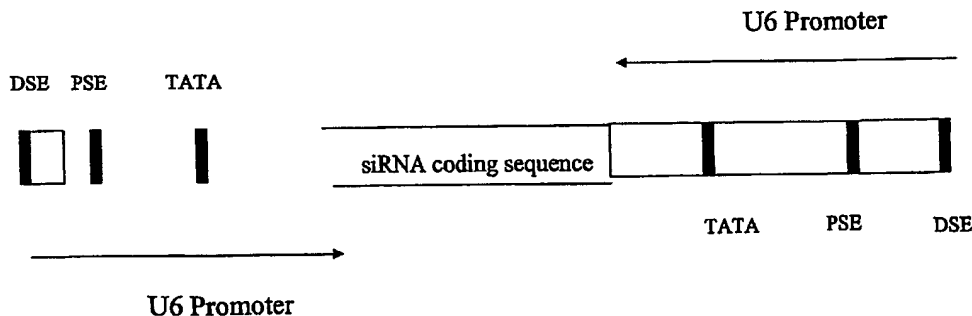 U6 Promoter
DSE PSE TATA
siRNA coding sequence
TATA PSE DSE
U6 Promoter